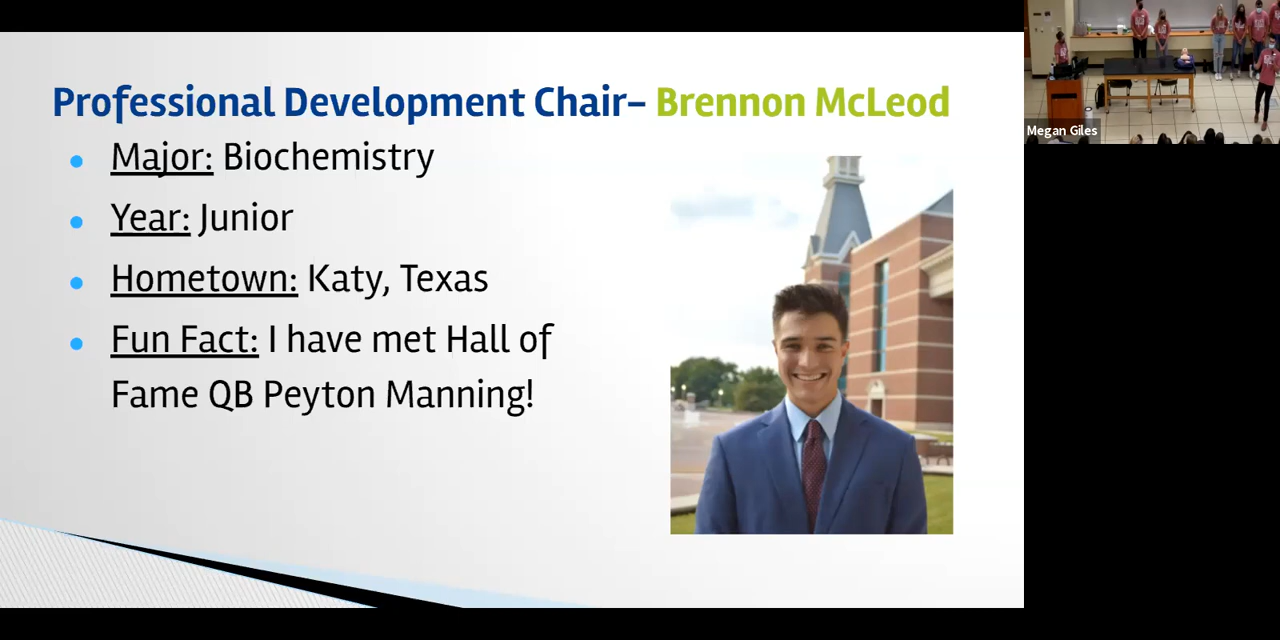 Professional Development Chair– Brennon McLeod
• Major: Biochemistry
• Year: Junior
• Hometown: Katy, Texas
• Fun Fact: I have met Hall of
Fame QB Peyton Manning!
Megan Giles